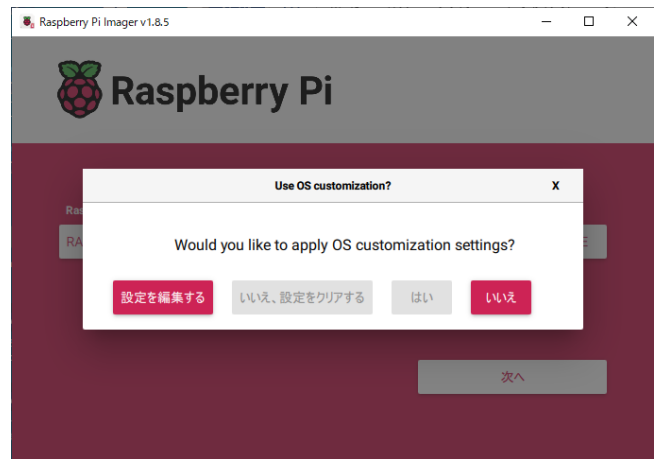 Raspberry Pi Imager v1.8.5
Raspberry Pi
Use OS customization?
X
Ras
RA
E
Would you like to apply OS customization settings?
設定を編集する
いいえ、設定をクリアする
はい
いいえ
次へ